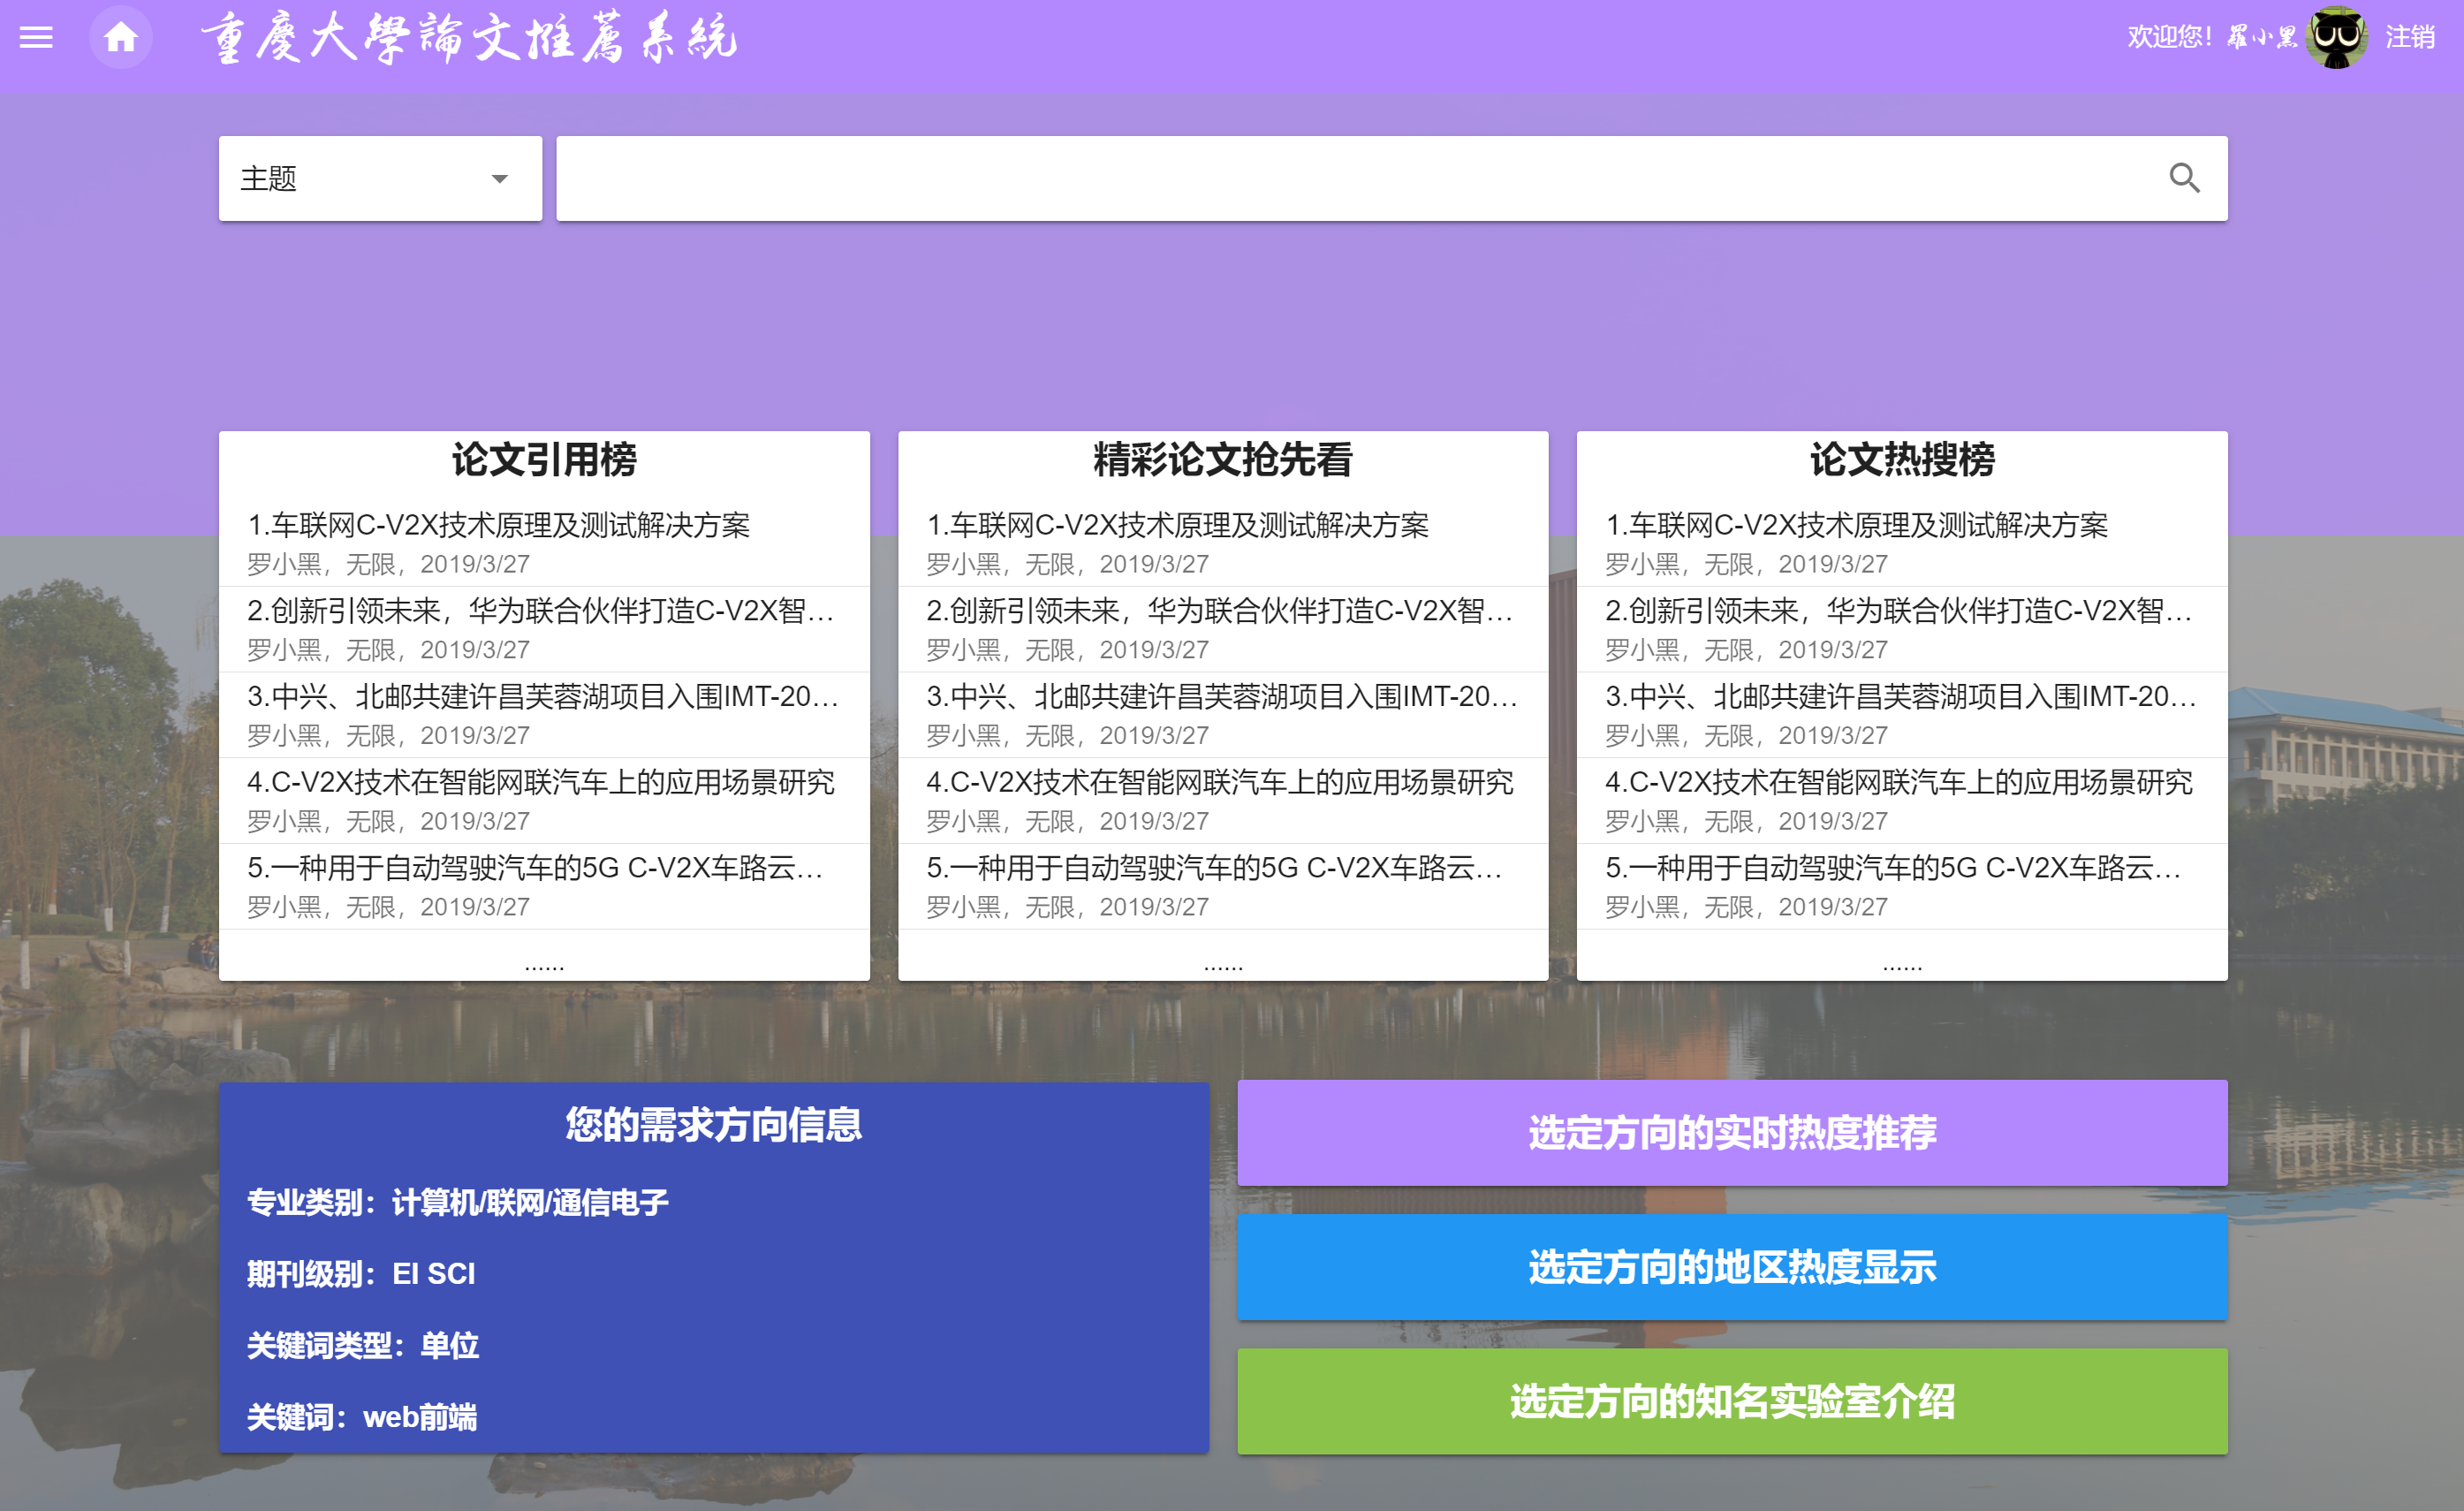 重慶大學論文推薦系統
欢迎您！羅小黑 注销
主题
论文引用榜
1.车联网C-V2X技术原理及测试解决方案
罗小黑，无限，2019/3/27
2.创新引领未来，华为联合伙伴打造C-V2X智…
罗小黑，无限，2019/3/27
3.中兴、北邮共建许昌芙蓉湖项目入围IMT-20…
罗小黑，无限，2019/3/27
4.C-V2X技术在智能网联汽车上的应用场景研究
罗小黑，无限，2019/3/27
5.一种用于自动驾驶汽车的5G C-V2X车路云…
罗小黑，无限，2019/3/27
......
精彩论文抢先看
1.车联网C-V2X技术原理及测试解决方案
罗小黑，无限，2019/3/27
2.创新引领未来，华为联合伙伴打造C-V2X智…
罗小黑，无限，2019/3/27
3.中兴、北邮共建许昌芙蓉湖项目入围IMT-20…
罗小黑，无限，2019/3/27
4.C-V2X技术在智能网联汽车上的应用场景研究
罗小黑，无限，2019/3/27
5.一种用于自动驾驶汽车的5G C-V2X车路云…
罗小黑，无限，2019/3/27
......
论文热搜榜
1.车联网C-V2X技术原理及测试解决方案
罗小黑，无限，2019/3/27
2.创新引领未来，华为联合伙伴打造C-V2X智…
罗小黑，无限，2019/3/27
3.中兴、北邮共建许昌芙蓉湖项目入围IMT-20…
罗小黑，无限，2019/3/27
4.C-V2X技术在智能网联汽车上的应用场景研究
罗小黑，无限，2019/3/27
5.一种用于自动驾驶汽车的5G C-V2X车路云…
罗小黑，无限，2019/3/27
......
您的需求方向信息
专业类别：计算机/联网/通信电子
期刊级别：EI SCI
关键词类型：单位
关键词：web前端
选定方向的实时热度推荐
选定方向的地区热度显示
选定方向的知名实验室介绍